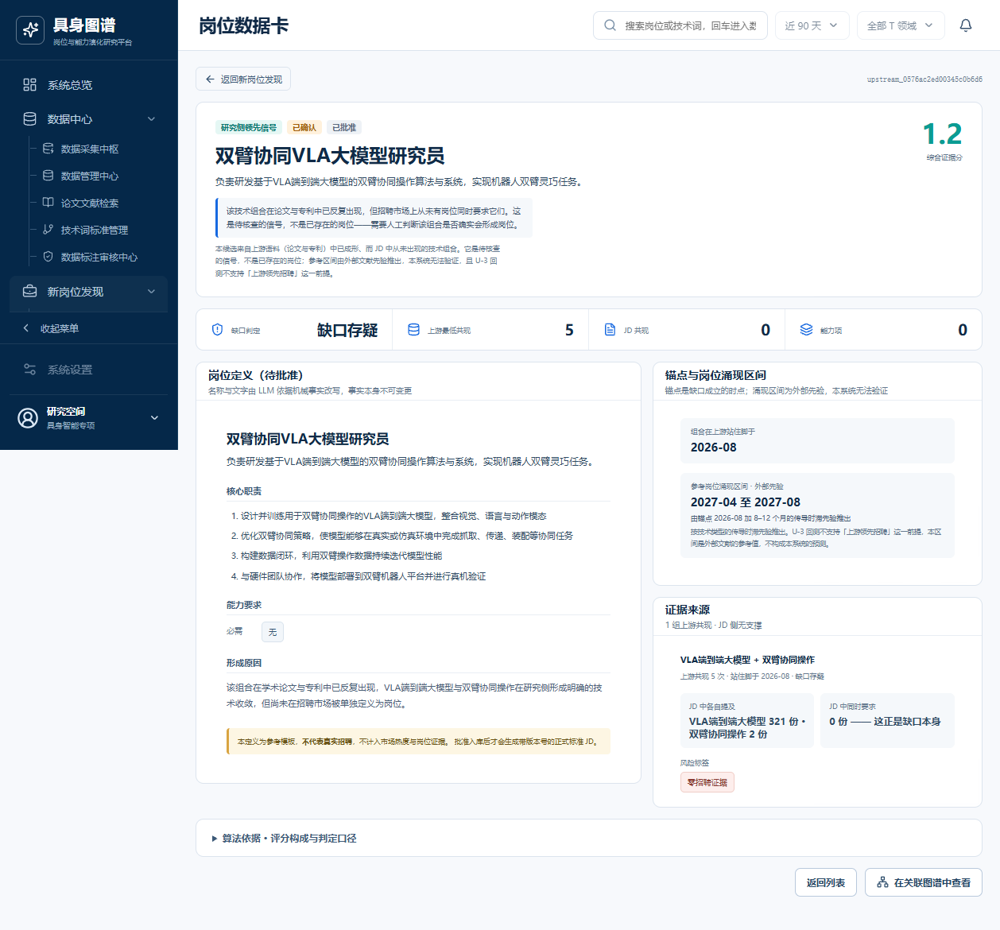 具身图谱
岗位与能力演化研究平台
系统总览
数据中心
数据采集中枢
数据管理中心
论文文献检索
技术词标准管理
数据标注审核中心
新岗位发现
收起菜单
系统设置
研究空间
具身智能专项
岗位数据卡
搜索岗位或技术词，回车进入数
近 90 天
全部 T 领域
返回新岗位发现
upstream_0576ac2ed00345c0b6d6
研究侧领先信号 已确认 已批准
双臂协同VLA大模型研究员
负责研发基于VLA端到端大模型的双臂协同操作算法与系统，实现机器人双臂灵巧任务。
该技术组合在论文与专利中已反复出现，但招聘市场上从未有岗位同时要求它们。这
是待核查的信号，不是已存在的岗位——需要人工判断该组合是否确实会形成岗位。
本候选来自上游语料（论文与专利）中已成形、而 JD 中从未出现的技术组合。它是待核查
的信号，不是已存在的岗位；参考区间由外部文献先验推出，本系统无法验证，且 U-3 回
测不支持「上游领先招聘」这一前提。
1.2
综合证据分
缺口判定 缺口存疑
上游最低共现 5
JD 共现 0
能力项 0
岗位定义（待批准）
名称与文字由 LLM 依据机械事实改写，事实本身不可变更
双臂协同VLA大模型研究员
负责研发基于VLA端到端大模型的双臂协同操作算法与系统，实现机器人双臂灵巧任务。
核心职责
1. 设计并训练用于双臂协同操作的VLA端到端大模型，整合视觉、语言与动作模态
2. 优化双臂协同策略，使模型能够在真实或仿真环境中完成抓取、传递、装配等协同任务
3. 构建数据闭环，利用双臂操作数据持续迭代模型性能
4. 与硬件团队协作，将模型部署到双臂机器人平台并进行真机验证
能力要求
必需 无
形成原因
该组合在学术论文与专利中已反复出现，VLA端到端大模型与双臂协同操作在研究侧形成明确的技
术收敛，但尚未在招聘市场被单独定义为岗位。
本定义为参考模板，不代表真实招聘，不计入市场热度与岗位证据。 批准入库后才会生成带版本号的正式标准 JD。
锚点与岗位涌现区间
锚点是缺口成立的时点；涌现区间为外部先验，本系统无法验证
组合在上游站住脚于
2026-08
参考岗位涌现区间 · 外部先验
2027-04 至 2027-08
由锚点 2026-08 加 8–12 个月的传导时滞先验推出
按技术类型的传导时滞先验推出。U-3 回测不支持「上游领先招聘」这一前提，本区
间是外部文献的参考值，不构成本系统的预测。
证据来源
1 组上游共现 · JD 侧无支撑
VLA端到端大模型 + 双臂协同操作
上游共现 5 次 · 站住脚于 2026-08 · 缺口存疑
JD 中各自提及
VLA端到端大模型 321 份 ·
双臂协同操作 2 份
JD 中同时要求
0 份 —— 这正是缺口本身
风险标签
零招聘证据
算法依据 · 评分构成与判定口径
返回列表
在关联图谱中查看